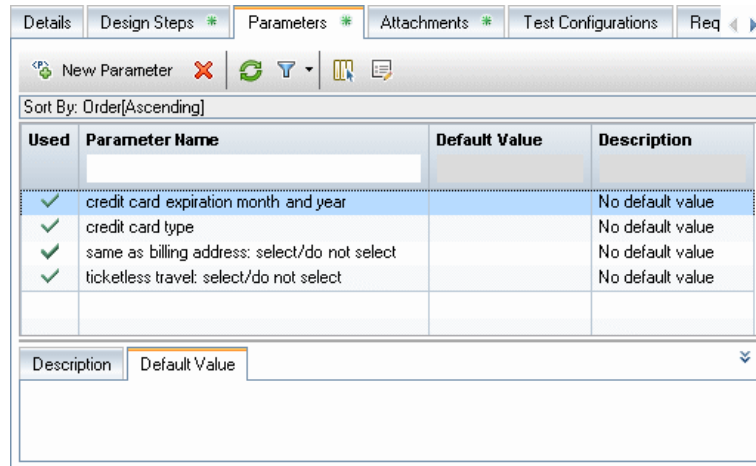 Details Design Steps * Parameters * Attachments * Test Configurations Req
<P> New Parameter
Sort By: Order[Ascending]
Used Parameter Name Default Value Description
credit card expiration month and year No default value
credit card type No default value
same as billing address: select/do not select No default value
ticketless travel: select/do not select No default value
Description Default Value